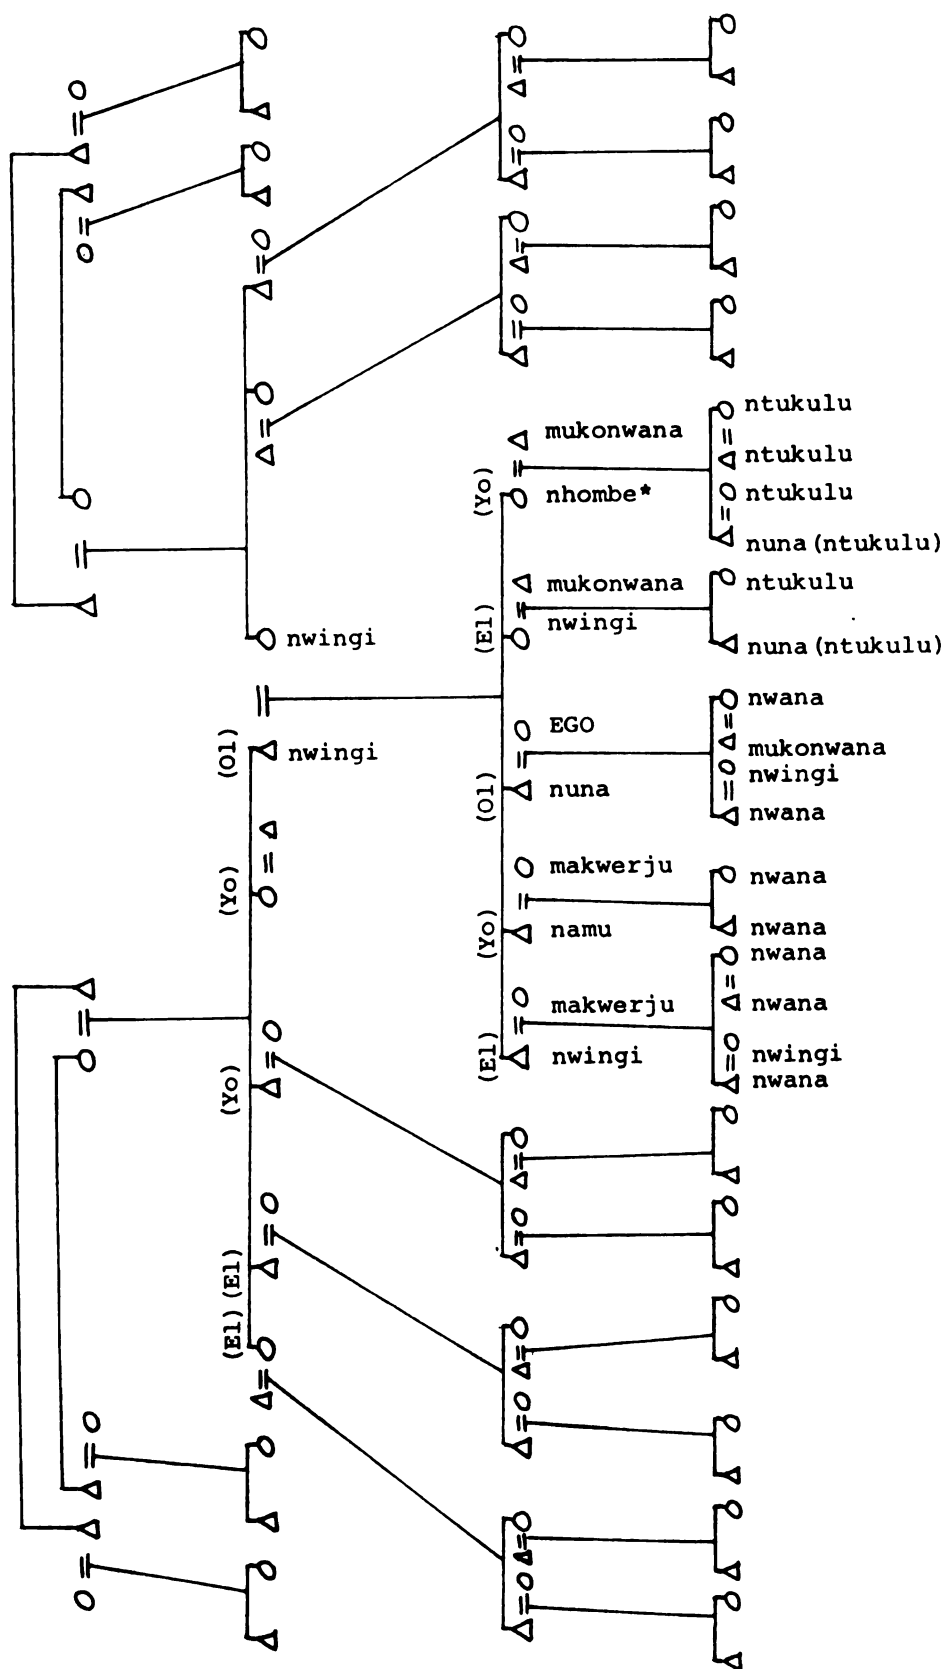 ntukulu
mukonwana
ntukulu
(Yo)
nhombe*
ntukulu
nuna (ntukulu)
mukonwana
ntukulu
(El)
nwingi
nwingi
nuna (ntukulu)
nwana
EGO
(Ol)
nwingi
mukonwana
nwingi
(Ol)
nuna
nwana
(Yo)
makwerju
nwana
(Yo)
namu
nwana
nwana
makwerju
nwana
(El)
nwingi
nwingi
nwana
(Yo)
(El)
(El)